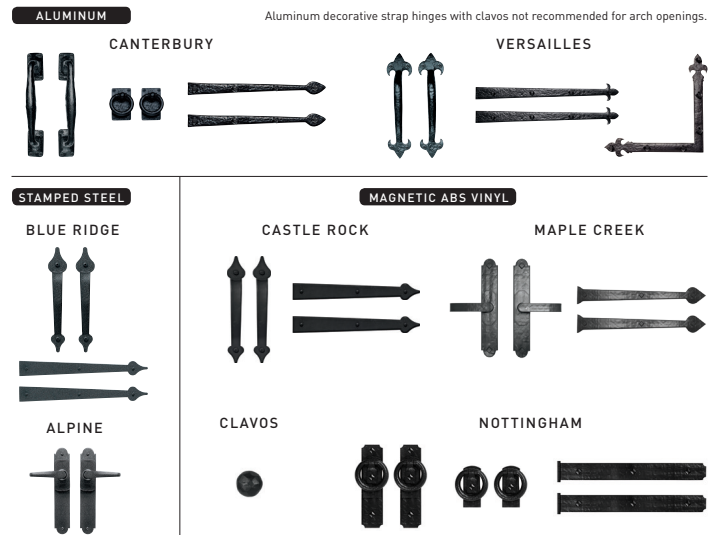 ALUMINUM
Aluminum decorative strap hinges with clavos not recommended for arch openings.
CANTERBURY
VERSAILLES
STAMPED STEEL
MAGNETIC ABS VINYL
BLUE RIDGE
CASTLE ROCK
MAPLE CREEK
ALPINE
CLAVOS
NOTTINGHAM